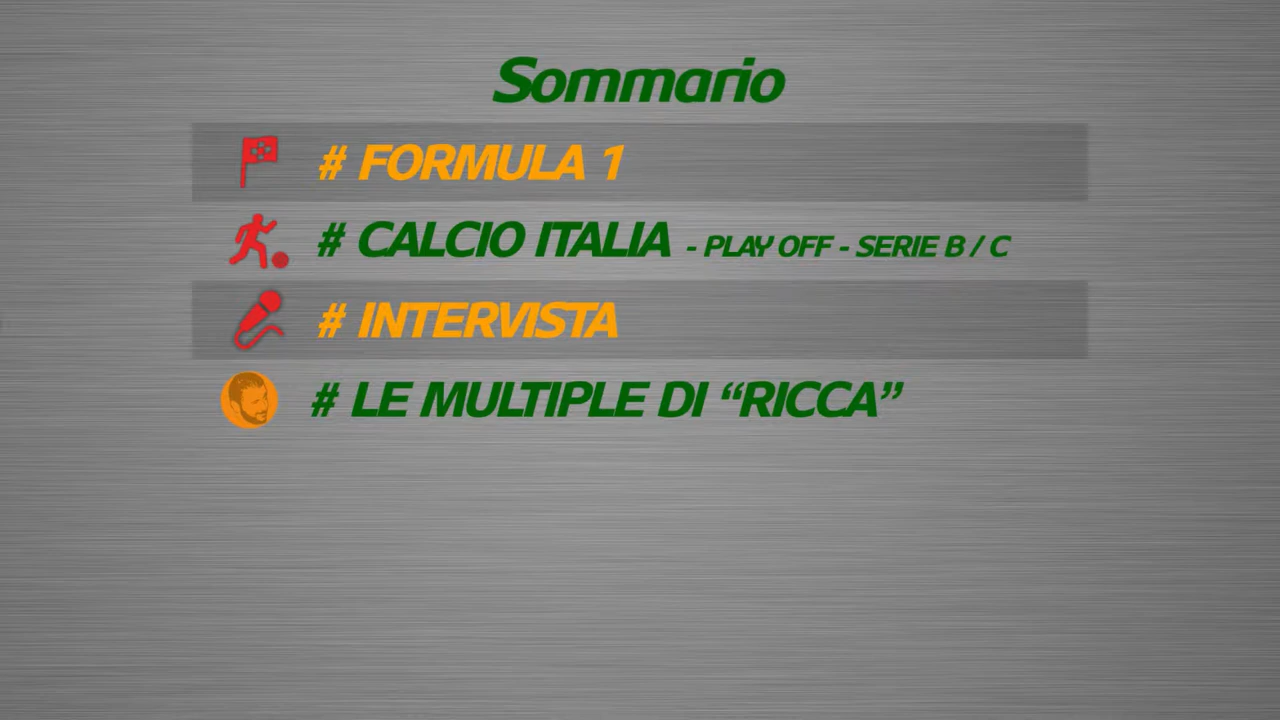 Sommario
# FORMULA 1
# CALCIO ITALIA - PLAY OFF - SERIE B / C
# INTERVISTA
# LE MULTIPLE DI “RICCA”